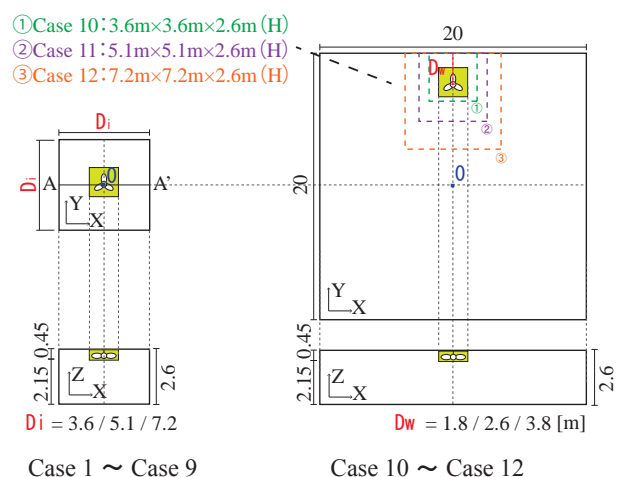 ①Case 10:3.6m×3.6m×2.6m(H)
②Case 11:5.1m×5.1m×2.6m(H)
③Case 12:7.2m×7.2m×2.6m(H)
20
Dw
①
②
③
Di
Di
A
O
A'
Y
X
20
O
Y
X
0.45
2.15
Z
X
2.6
0.45
2.15
Z
X
2.6
Di = 3.6 / 5.1 / 7.2
Dw = 1.8 / 2.6 / 3.8 [m]
Case 1 ～ Case 9
Case 10 ～ Case 12